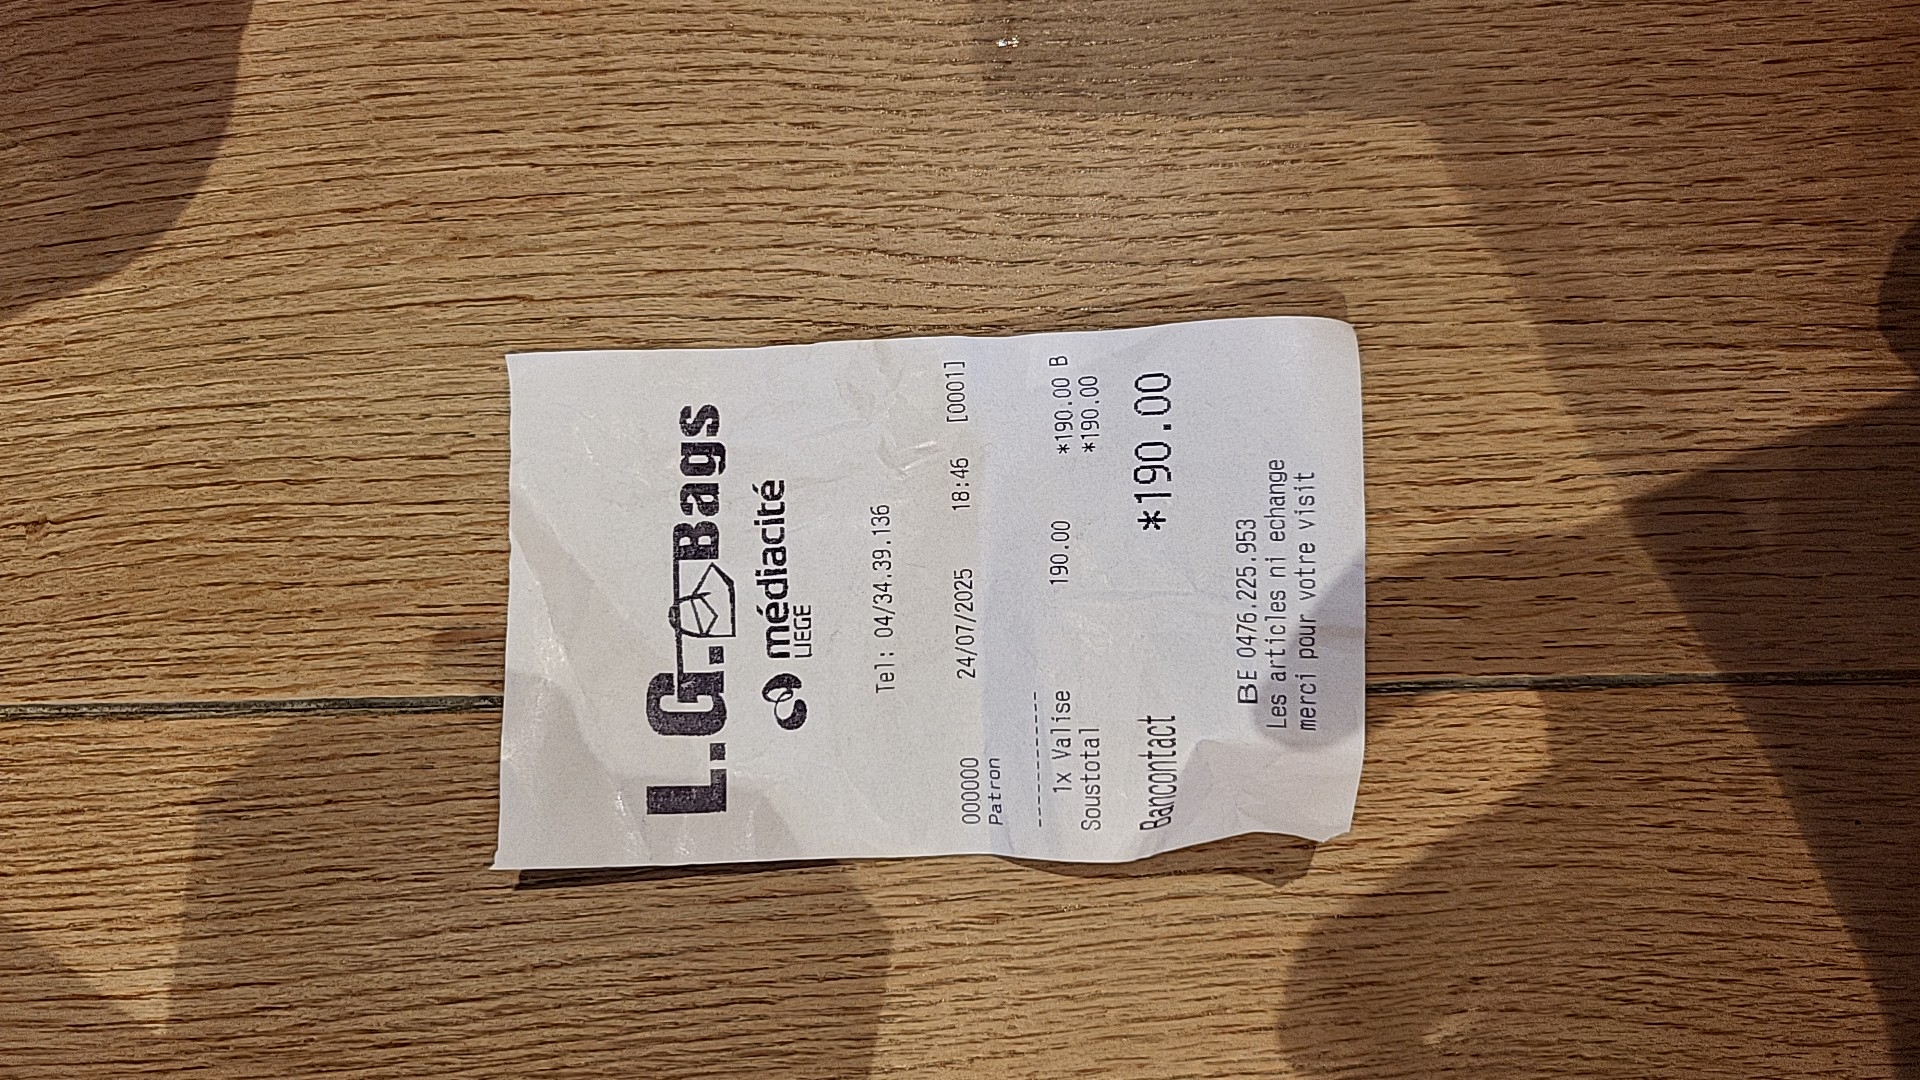 L.G. Bags
médiacité
LIEGE
Tel: 04/34.39.136
000000 24/07/2025 18:46 [0001]
Patron
-----------
1x Valise 190.00 *190.00 B
Soustotal *190.00
Bancontact *190.00
BE 0476.225.953
Les articles ni echange
merci pour votre visit